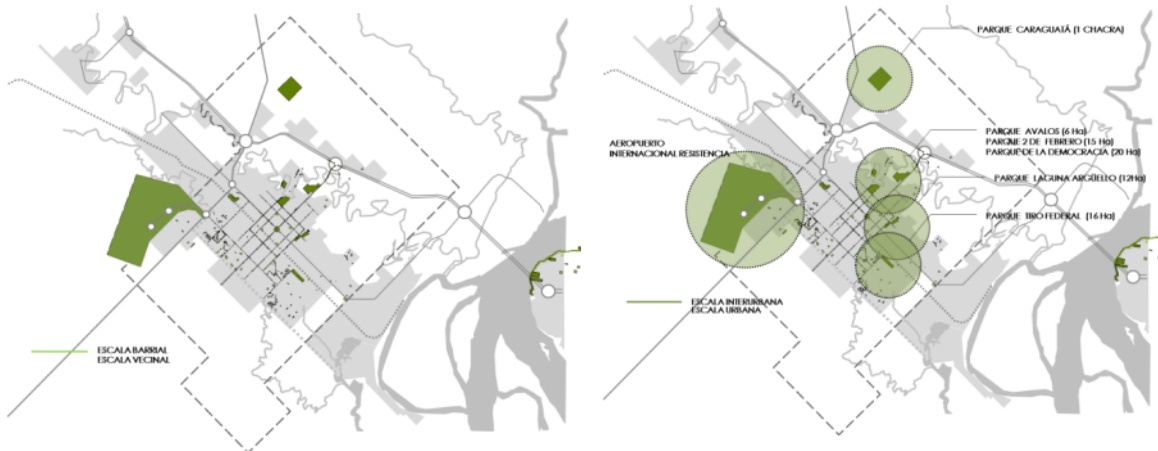 ESCALA BARRIAL
ESCALA VECINAL
PARQUE CARAGUATÁ (1 CHACRA)
AEROPUERTO
INTERNACIONAL RESISTENCIA
PARQUE AVALOS (6 Ha)
PARQUE 2 DE FEBRERO (15 Ha)
PARQUE DE LA DEMOCRACIA (20 Ha)
PARQUE LAGUNA ARGÜELLO (12Ha)
PARQUE TIRO FEDERAL (16 Ha)
ESCALA INTERURBANA
ESCALA URBANA